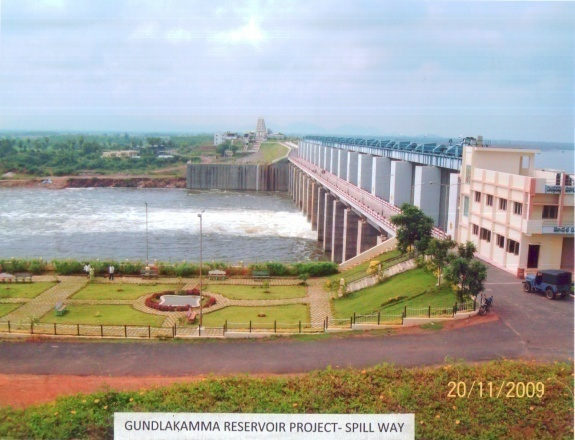 20/11/2009
GUNDLAKAMMA RESERVOIR PROJECT- SPILL WAY